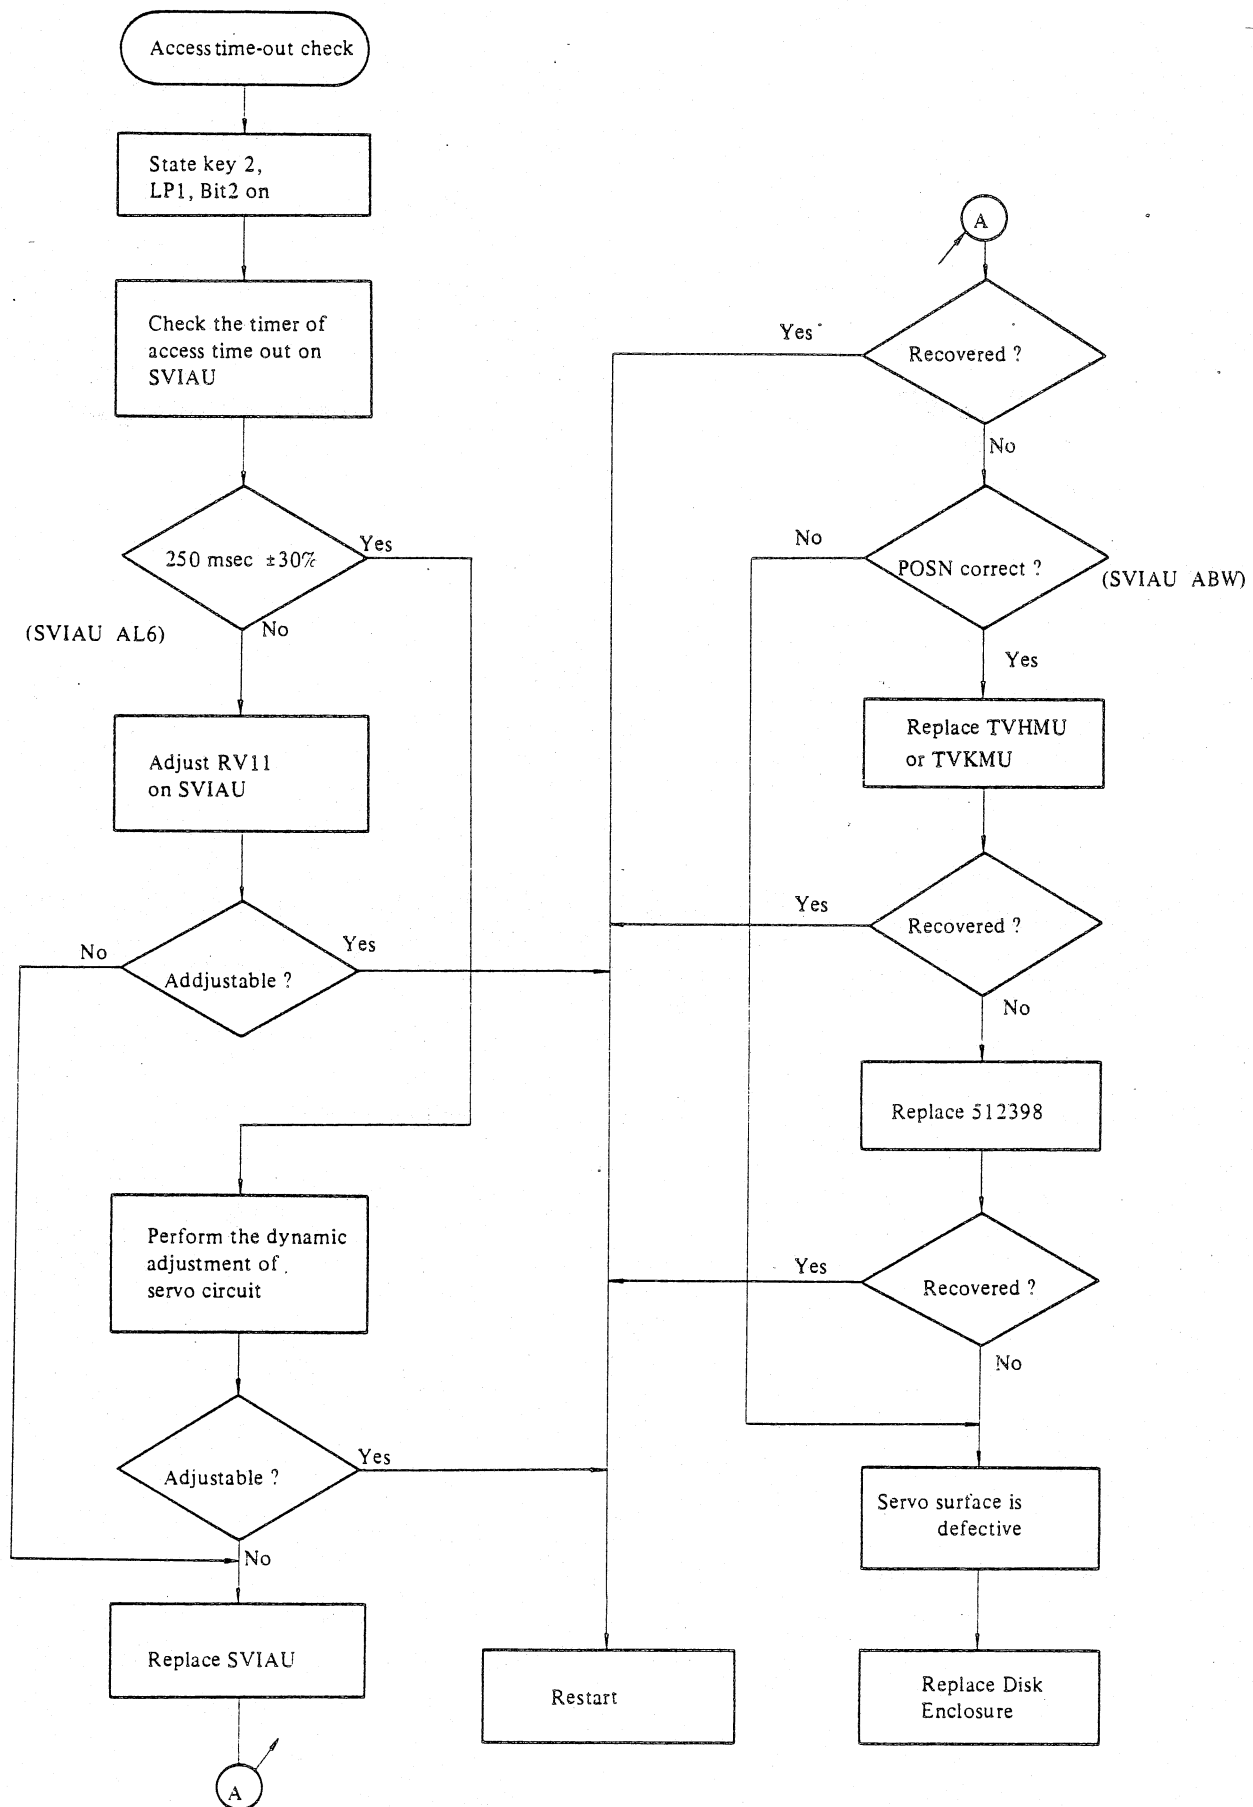 Access time-out check
State key 2,
LP1, Bit2 on
Check the timer of
access time out on
SVIAU
250 msec ±30%
Yes
(SVIAU AL6)
No
Adjust RV11
on SVIAU
No
Addjustable ?
Yes
Perform the dynamic
adjustment of
servo circuit
Adjustable ?
Yes
No
Replace SVIAU
A
Restart
A
Yes
Recovered ?
No
No
POSN correct ?
(SVIAU ABW)
Yes
Replace TVHMU
or TVKMU
Yes
Recovered ?
No
Replace 512398
Yes
Recovered ?
No
Servo surface is
defective
Replace Disk
Enclosure